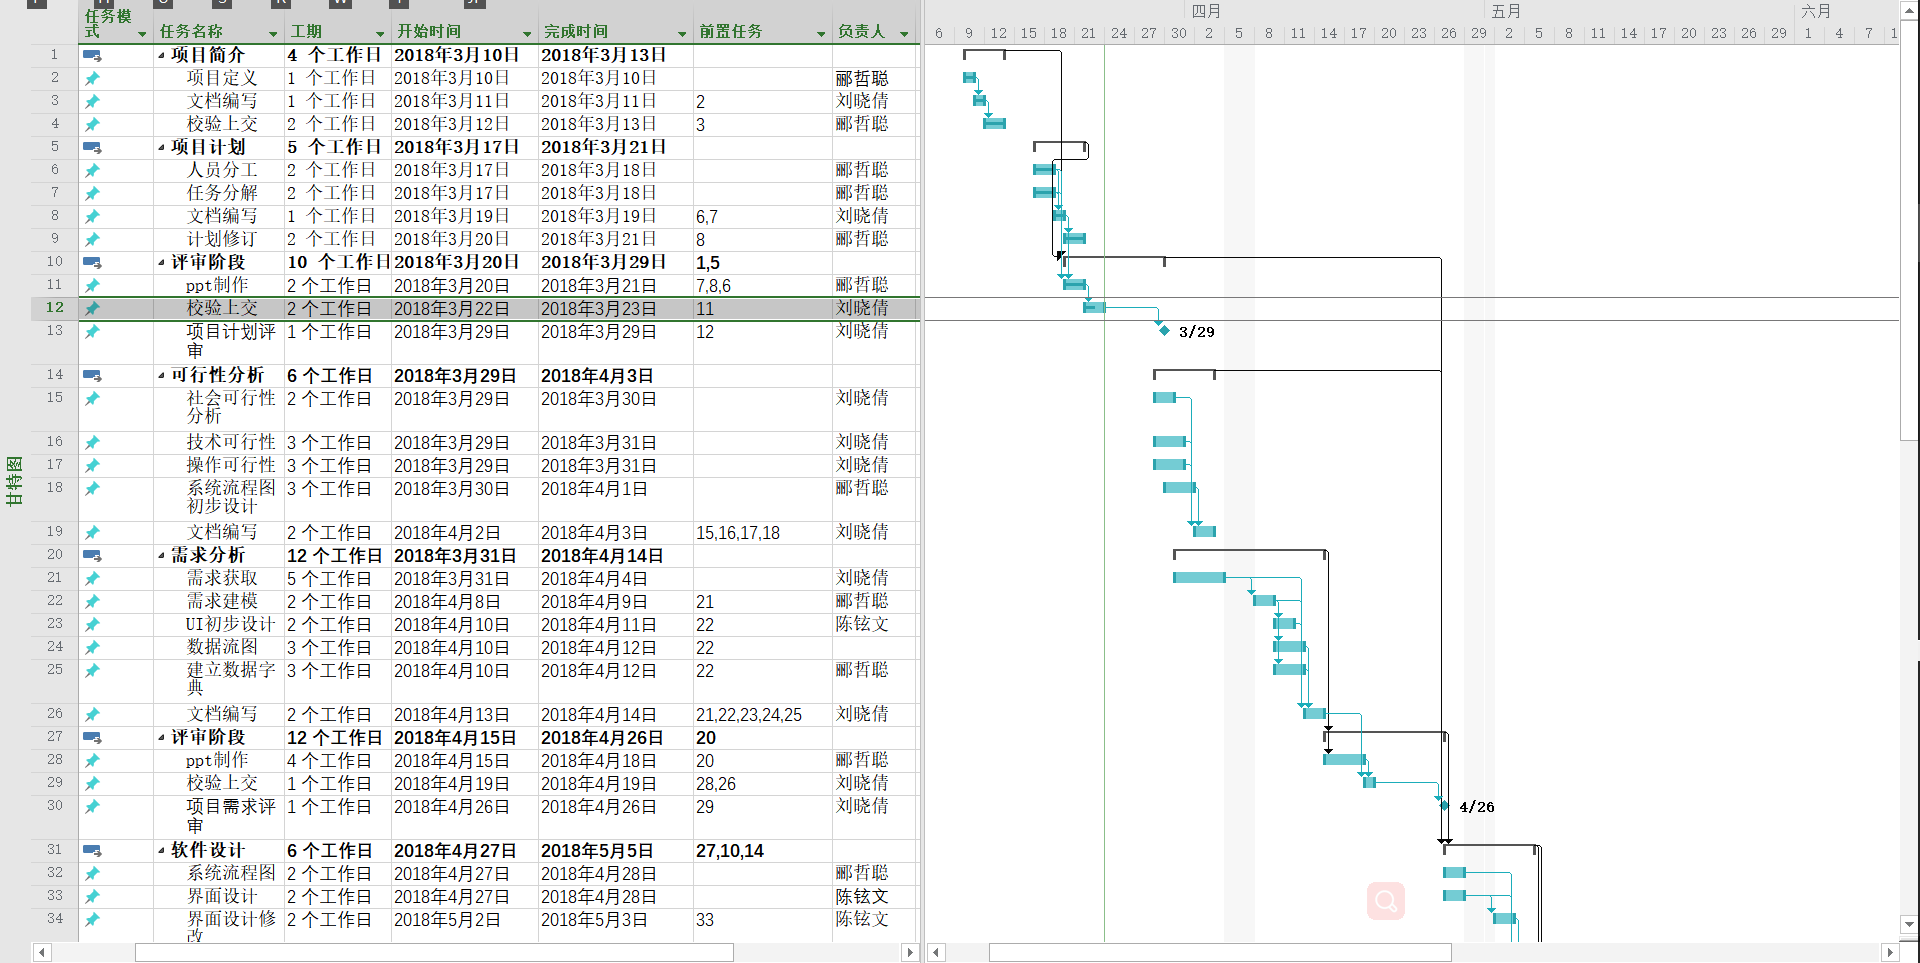 任务模式 任务名称 工期 开始时间 完成时间 前置任务 负责人
四月 五月 六月
6 9 12 15 18 21 24 27 30 2 5 8 11 14 17 20 23 26 29 2 5 8 11 14 17 20 23 26 29 1 4 7 1
1 项目简介 4 个工作日 2018年3月10日 2018年3月13日
2 项目定义 1 个工作日 2018年3月10日 2018年3月10日 郦哲聪
3 文档编写 1 个工作日 2018年3月11日 2018年3月11日 2 刘晓倩
4 校验上交 2 个工作日 2018年3月12日 2018年3月13日 3 郦哲聪
5 项目计划 5 个工作日 2018年3月17日 2018年3月21日
6 人员分工 2 个工作日 2018年3月17日 2018年3月18日 郦哲聪
7 任务分解 2 个工作日 2018年3月17日 2018年3月18日 郦哲聪
8 文档编写 1 个工作日 2018年3月19日 2018年3月19日 6,7 刘晓倩
9 计划修订 2 个工作日 2018年3月20日 2018年3月21日 8 郦哲聪
10 评审阶段 10 个工作日 2018年3月20日 2018年3月29日 1,5
11 ppt制作 2 个工作日 2018年3月20日 2018年3月21日 7,8,6 郦哲聪
12 校验上交 2 个工作日 2018年3月22日 2018年3月23日 11 刘晓倩
13 项目计划评审 1 个工作日 2018年3月29日 2018年3月29日 12 刘晓倩
3/29
14 可行性分析 6 个工作日 2018年3月29日 2018年4月3日
15 社会可行性分析 2 个工作日 2018年3月29日 2018年3月30日 刘晓倩
16 技术可行性 3 个工作日 2018年3月29日 2018年3月31日 刘晓倩
17 操作可行性 3 个工作日 2018年3月29日 2018年3月31日 刘晓倩
18 系统流程图初步设计 3 个工作日 2018年3月30日 2018年4月1日 郦哲聪
19 文档编写 2 个工作日 2018年4月2日 2018年4月3日 15,16,17,18 刘晓倩
20 需求分析 12 个工作日 2018年3月31日 2018年4月14日
21 需求获取 5 个工作日 2018年3月31日 2018年4月4日 刘晓倩
22 需求建模 2 个工作日 2018年4月8日 2018年4月9日 21 郦哲聪
23 UI初步设计 2 个工作日 2018年4月10日 2018年4月11日 22 陈铉文
24 数据流图 3 个工作日 2018年4月10日 2018年4月12日 22
25 建立数据字典 3 个工作日 2018年4月10日 2018年4月12日 22 郦哲聪
26 文档编写 2 个工作日 2018年4月13日 2018年4月14日 21,22,23,24,25 刘晓倩
27 评审阶段 12 个工作日 2018年4月15日 2018年4月26日 20
28 ppt制作 4 个工作日 2018年4月15日 2018年4月18日 20 郦哲聪
29 校验上交 1 个工作日 2018年4月19日 2018年4月19日 28,26 刘晓倩
30 项目需求评审 1 个工作日 2018年4月26日 2018年4月26日 29 刘晓倩
4/26
31 软件设计 6 个工作日 2018年4月27日 2018年5月5日 27,10,14
32 系统流程图 2 个工作日 2018年4月27日 2018年4月28日 郦哲聪
33 界面设计 2 个工作日 2018年4月27日 2018年4月28日 陈铉文
34 界面设计修改 2 个工作日 2018年5月2日 2018年5月3日 33 陈铉文
甘特图